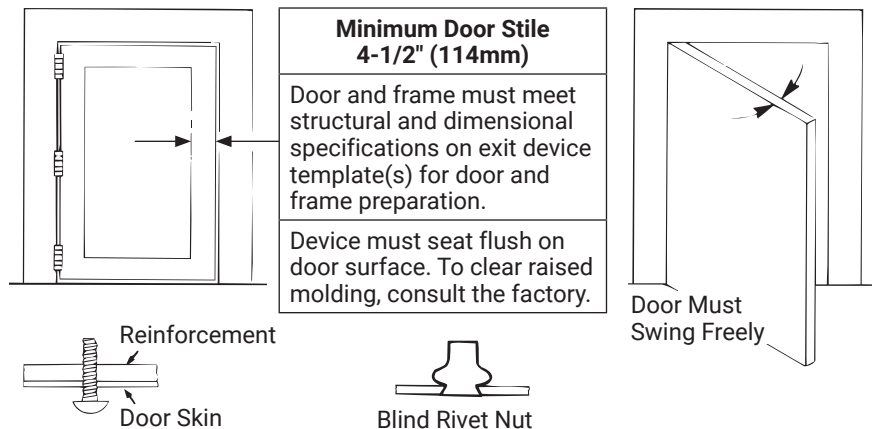 Minimum Door Stile
4-1/2" (114mm)
Door and frame must meet
structural and dimensional
specifications on exit device
template(s) for door and
frame preparation.
Device must seat flush on
door surface. To clear raised
molding, consult the factory.
Door Must
Swing Freely
Reinforcement
Door Skin
Blind Rivet Nut